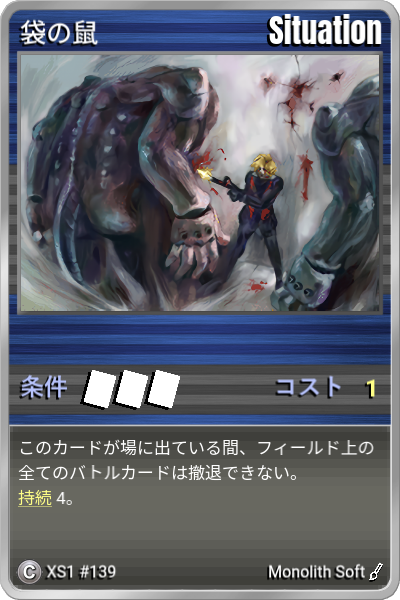 袋の鼠 Situation
条件 コスト 1
このカードが場に出ている間、フィールド上の
全てのバトルカードは撤退できない。
持続 4。
© XS1 #139 Monolith Soft